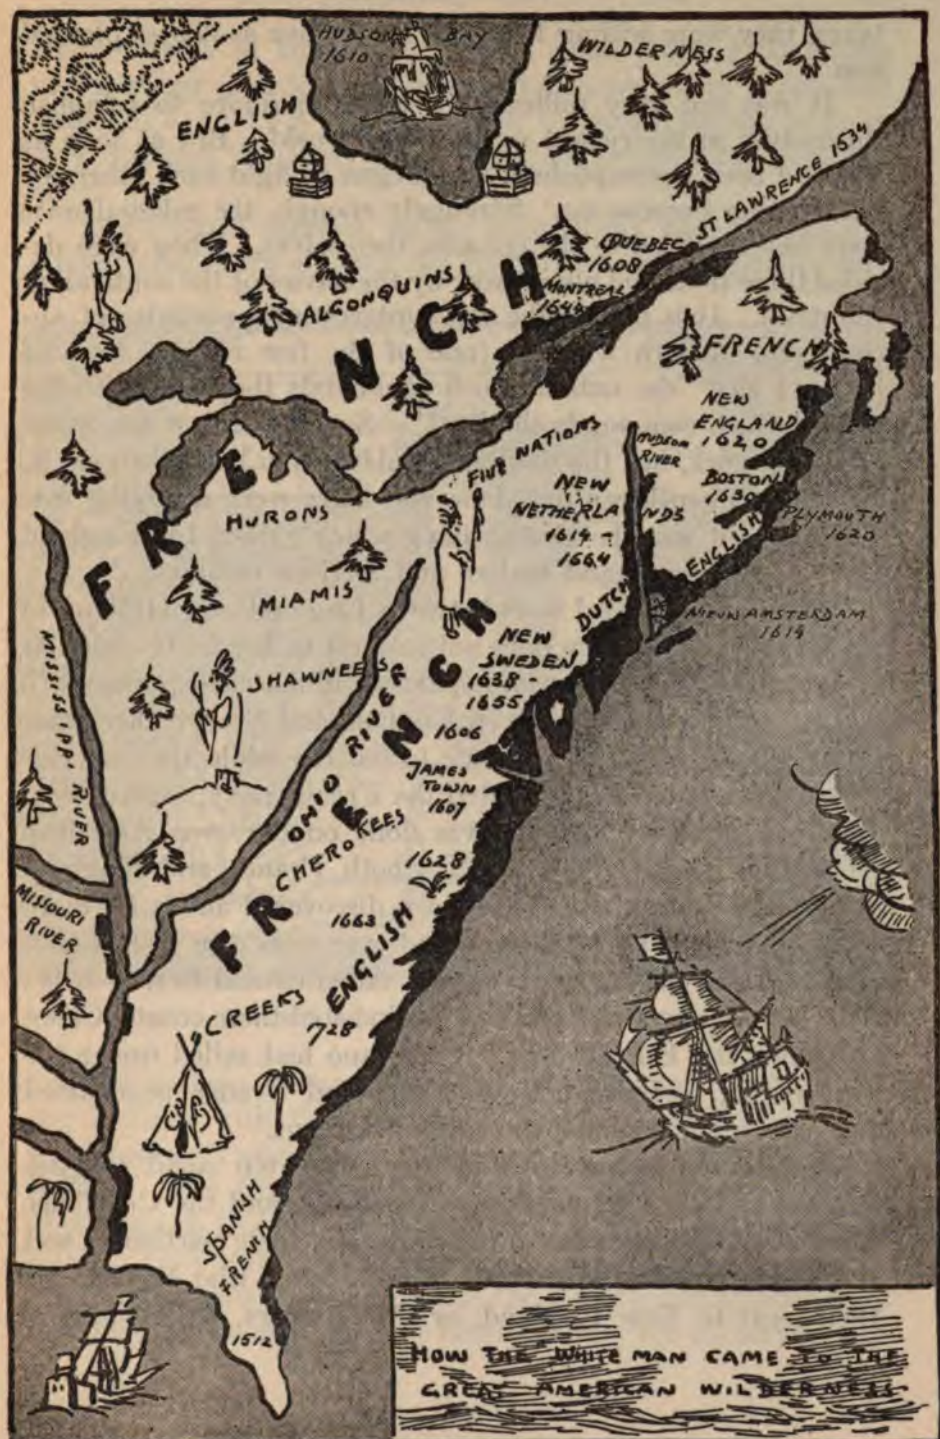 HUDSON BAY
1610
WILDERNESS
ENGLISH
ST LAWRENCE 1534
QUEBEC
1608
MONTREAL
ALGONQUINS
FRENCH
FRENCH
NEW
ENGLAND
1620
HUDSON
RIVER
FIVE NATIONS
BOSTON
1630
NEW
NETHERLANDS
1614 -
1664
PLYMOUTH
1620
ENGLISH
HURONS
MIAMIS
DUTCH
NIEUW AMSTERDAM
1614
NEW
SWEDEN
1638 -
1655
SHAWNEES
MISSISIPPI RIVER
OHIO RIVER
FRENCH
1606
JAMES
TOWN
1607
CHEROKEES
1628
MISSOURI
RIVER
1663
ENGLISH
CREEKS
1728
SPANISH
FRENCH
1512
HOW THE WHITE MAN CAME TO THE
GREAT AMERICAN WILDERNESS